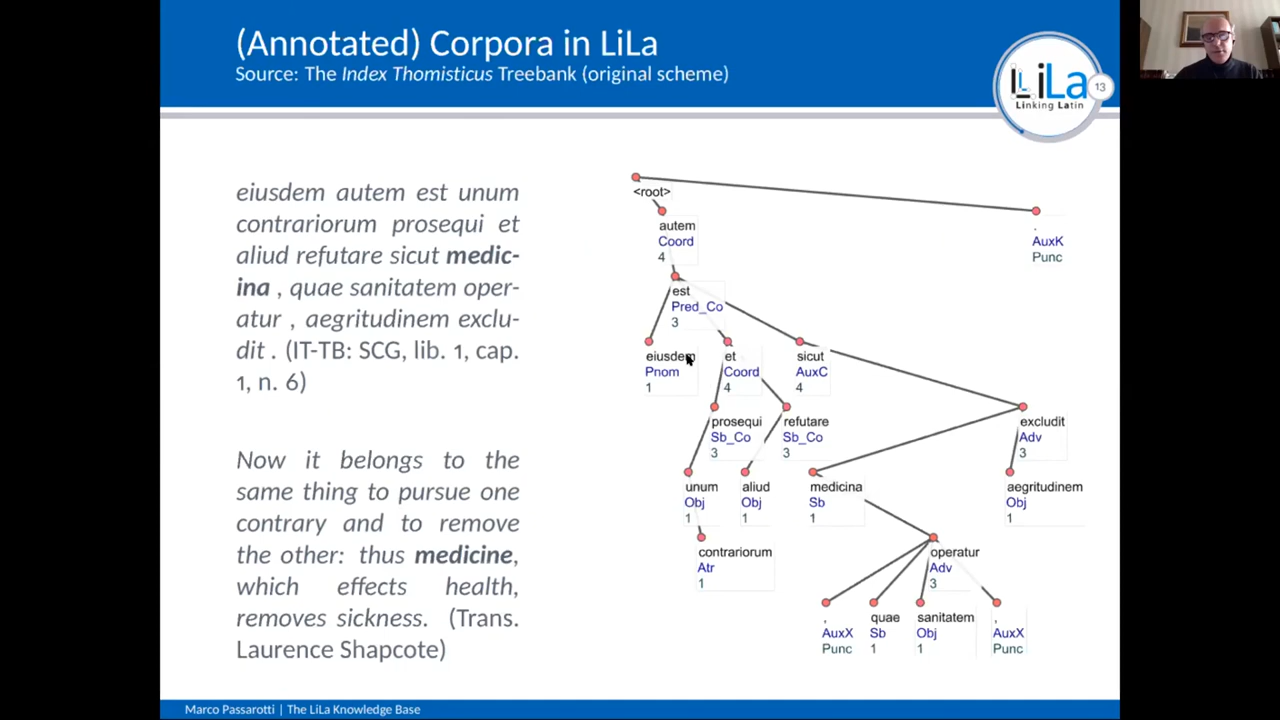 (Annotated) Corpora in LiLa
Source: The Index Thomisticus Treebank (original scheme)
LiLa
Linking Latin
13
eiusdem autem est unum
contrariorum prosequi et
aliud refutare sicut medic-
ina , quae sanitatem oper-
atur , aegritudinem exclu-
dit . (IT-TB: SCG, lib. 1, cap.
1, n. 6)
Now it belongs to the
same thing to pursue one
contrary and to remove
the other: thus medicine,
which effects health,
removes sickness. (Trans.
Laurence Shapcote)
<root>
autem
Coord
4
.
AuxK
Punc
est
Pred_Co
3
eiusdem
Pnom
1
et
Coord
4
sicut
AuxC
4
prosequi
Sb_Co
3
refutare
Sb_Co
3
excludit
Adv
3
unum
Obj
1
aliud
Obj
1
medicina
Sb
1
aegritudinem
Obj
1
contrariorum
Atr
1
operatur
Adv
3
,
AuxX
Punc
quae
Sb
1
sanitatem
Obj
1
,
AuxX
Punc
Marco Passarotti | The LiLa Knowledge Base